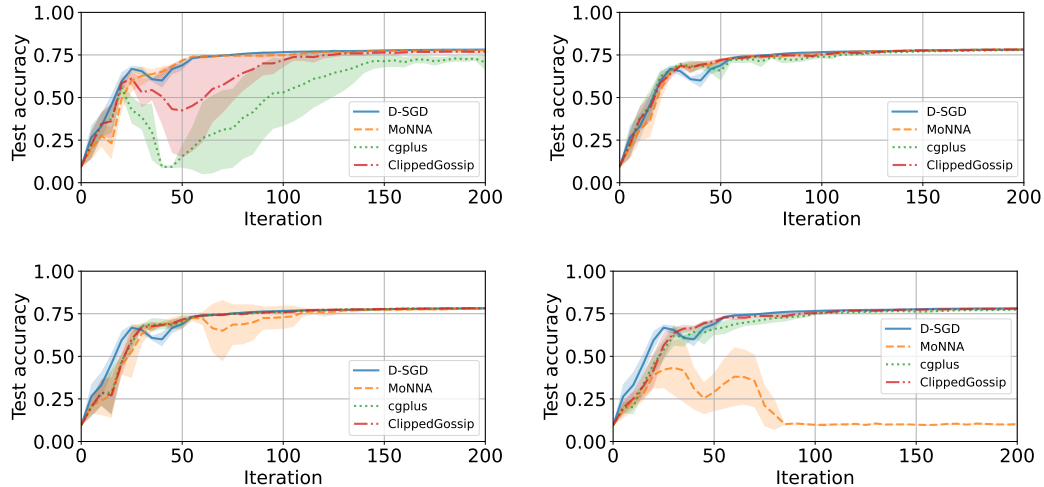 1.00
0.75
0.50
0.25
0.00
Test accuracy
0 50 100 150 200
Iteration
D-SGD
MoNNA
cgplus
ClippedGossip
1.00
0.75
0.50
0.25
0.00
Test accuracy
0 50 100 150 200
Iteration
D-SGD
MoNNA
cgplus
ClippedGossip
1.00
0.75
0.50
0.25
0.00
Test accuracy
0 50 100 150 200
Iteration
D-SGD
MoNNA
cgplus
ClippedGossip
1.00
0.75
0.50
0.25
0.00
Test accuracy
0 50 100 150 200
Iteration
D-SGD
MoNNA
cgplus
ClippedGossip